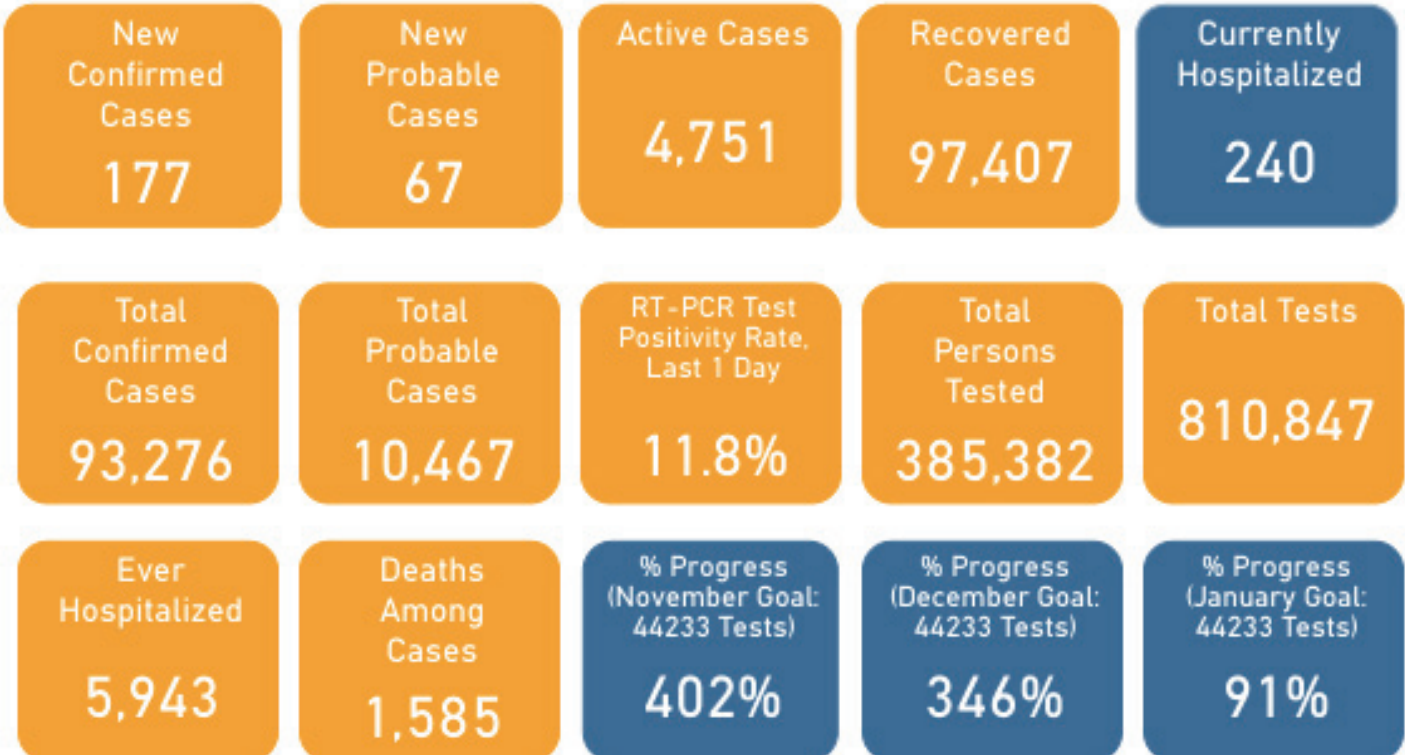 New
Confirmed
Cases
177
New
Probable
Cases
67
Active Cases
4,751
Recovered
Cases
97,407
Currently
Hospitalized
240
Total
Confirmed
Cases
93,276
Total
Probable
Cases
10,467
RT-PCR Test
Positivity Rate,
Last 1 Day
11.8%
Total
Persons
Tested
385,382
Total Tests
810,847
Ever
Hospitalized
5,943
Deaths
Among
Cases
1,585
% Progress
(November Goal:
44233 Tests)
402%
% Progress
(December Goal:
44233 Tests)
346%
% Progress
(January Goal:
44233 Tests)
91%